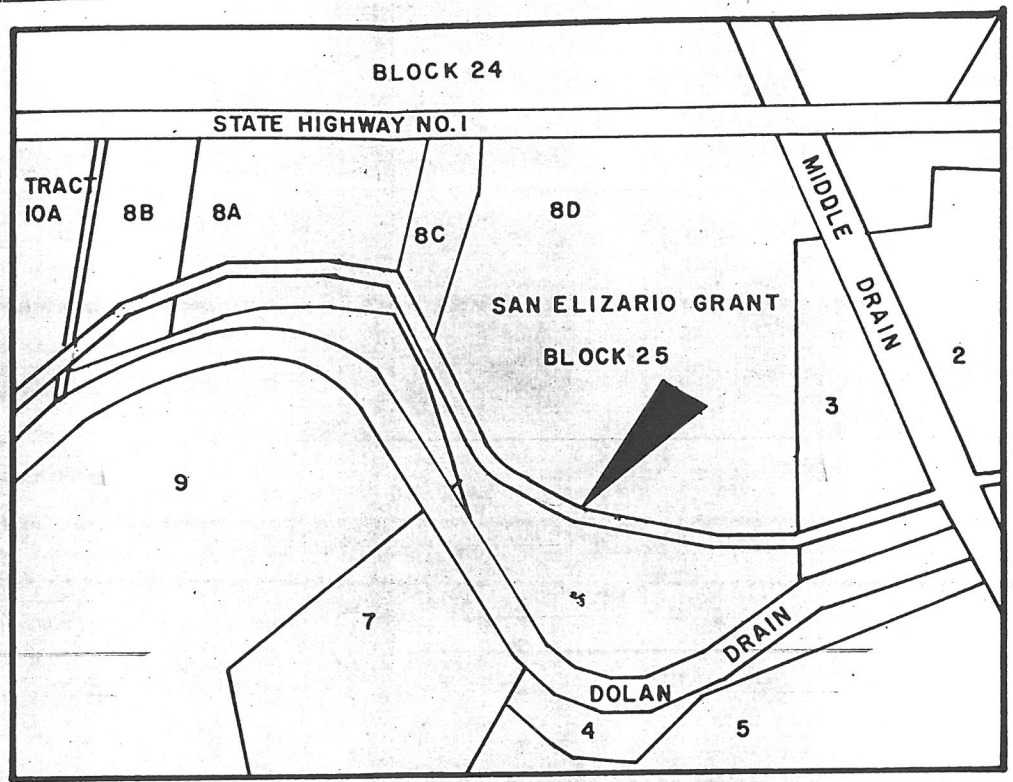 BLOCK 24
STATE HIGHWAY NO.1
TRACT
10A
8B
8A
8C
8D
MIDDLE
DRAIN
SAN ELIZARIO GRANT
BLOCK 25
2
3
9
7
DOLAN
DRAIN
4
5